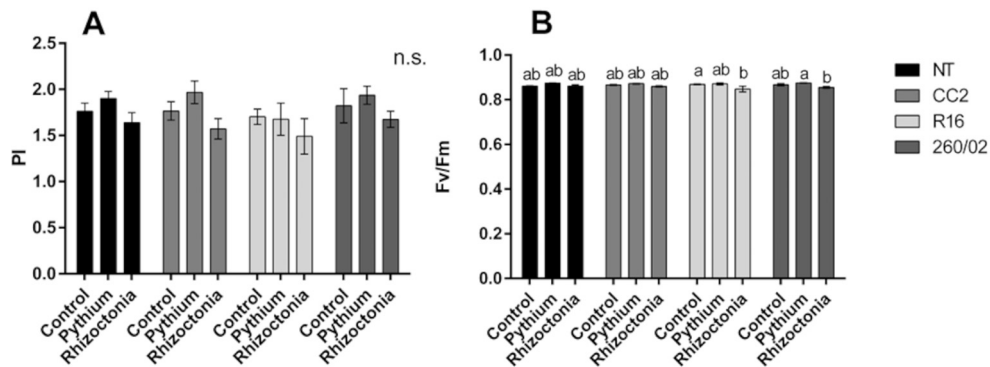 A
PI
2.5
2.0
1.5
1.0
0.5
0.0
n.s.
Control
Pythium
Rhizoctonia
Control
Pythium
Rhizoctonia
Control
Pythium
Rhizoctonia
Control
Pythium
Rhizoctonia
B
Fv/Fm
1.0
0.8
0.6
0.4
0.2
0.0
ab ab ab ab ab ab a ab b ab a b
Control
Pythium
Rhizoctonia
Control
Pythium
Rhizoctonia
Control
Pythium
Rhizoctonia
Control
Pythium
Rhizoctonia
NT
CC2
R16
260/02